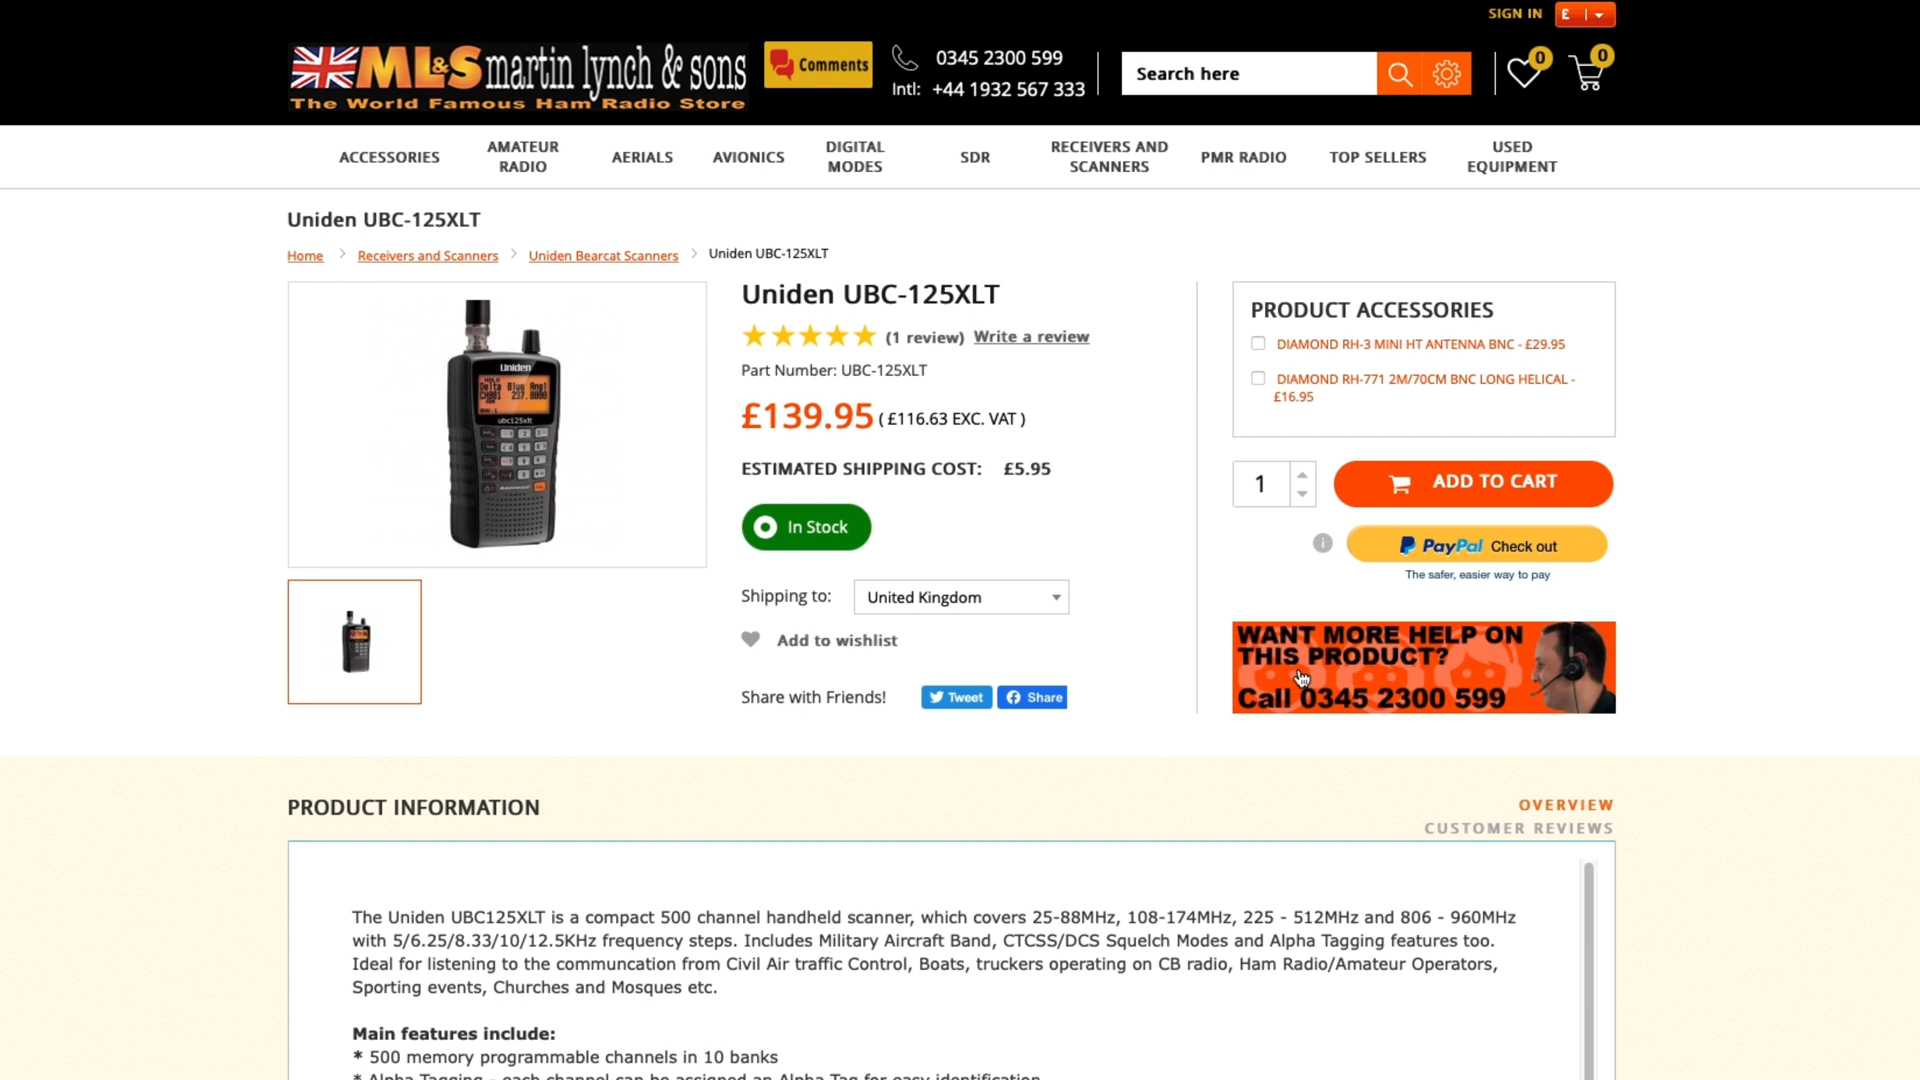 SIGN IN
£
ML&S martin lynch & sons
The World Famous Ham Radio Store
Comments
0345 2300 599
Intl: +44 1932 567 333
Search here
0
0
ACCESSORIES
AMATEUR RADIO
AERIALS
AVIONICS
DIGITAL MODES
SDR
RECEIVERS AND SCANNERS
PMR RADIO
TOP SELLERS
USED EQUIPMENT
Uniden UBC-125XLT
Home
Receivers and Scanners
Uniden Bearcat Scanners
Uniden UBC-125XLT
Uniden
ubc125xlt
Uniden UBC-125XLT
(1 review) Write a review
Part Number: UBC-125XLT
£139.95 ( £116.63 EXC. VAT )
ESTIMATED SHIPPING COST: £5.95
In Stock
Shipping to: United Kingdom
Add to wishlist
Share with Friends! Tweet Share
PRODUCT ACCESSORIES
DIAMOND RH-3 MINI HT ANTENNA BNC - £29.95
DIAMOND RH-771 2M/70CM BNC LONG HELICAL -
£16.95
1
ADD TO CART
i
PayPal Check out
The safer, easier way to pay
WANT MORE HELP ON
THIS PRODUCT?
Call 0345 2300 599
PRODUCT INFORMATION
OVERVIEW
CUSTOMER REVIEWS
The Uniden UBC125XLT is a compact 500 channel handheld scanner, which covers 25-88MHz, 108-174MHz, 225 - 512MHz and 806 - 960MHz
with 5/6.25/8.33/10/12.5KHz frequency steps. Includes Military Aircraft Band, CTCSS/DCS Squelch Modes and Alpha Tagging features too.
Ideal for listening to the communcation from Civil Air traffic Control, Boats, truckers operating on CB radio, Ham Radio/Amateur Operators,
Sporting events, Churches and Mosques etc.
Main features include:
* 500 memory programmable channels in 10 banks
* Alpha Tagging - each channel can be assigned an Alpha Tag for easy identification